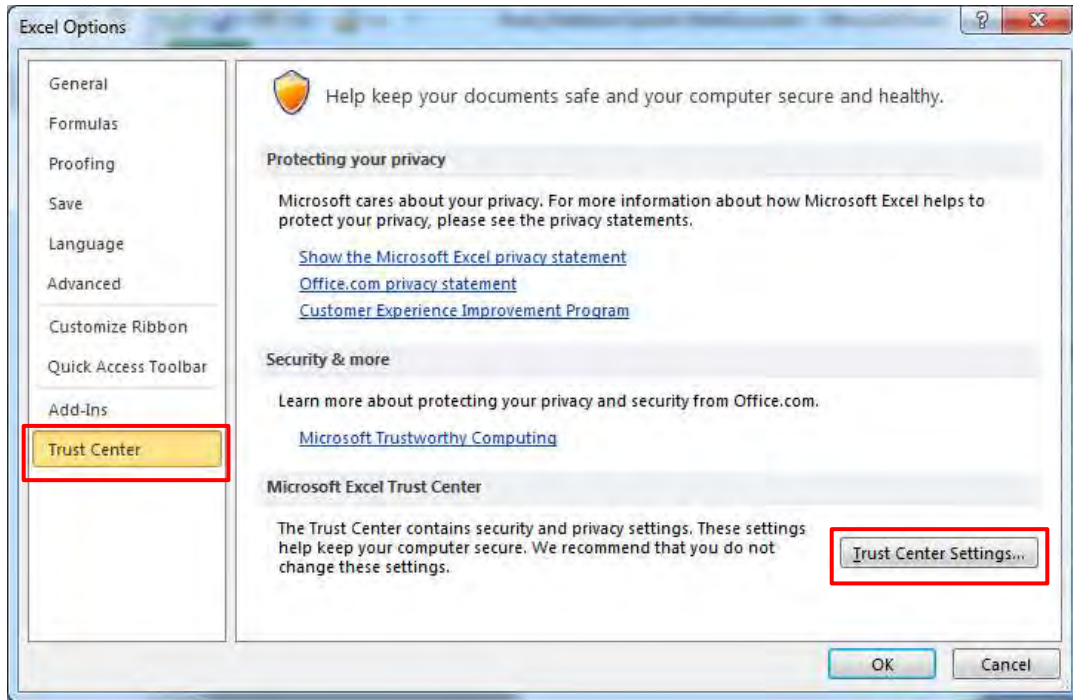 Excel Options
General
Formulas
Proofing
Save
Language
Advanced
Customize Ribbon
Quick Access Toolbar
Add-Ins
Trust Center
Help keep your documents safe and your computer secure and healthy.
Protecting your privacy
Microsoft cares about your privacy. For more information about how Microsoft Excel helps to
protect your privacy, please see the privacy statements.
Show the Microsoft Excel privacy statement
Office.com privacy statement
Customer Experience Improvement Program
Security & more
Learn more about protecting your privacy and security from Office.com.
Microsoft Trustworthy Computing
Microsoft Excel Trust Center
The Trust Center contains security and privacy settings. These settings
help keep your computer secure. We recommend that you do not
change these settings.
Trust Center Settings...
OK
Cancel